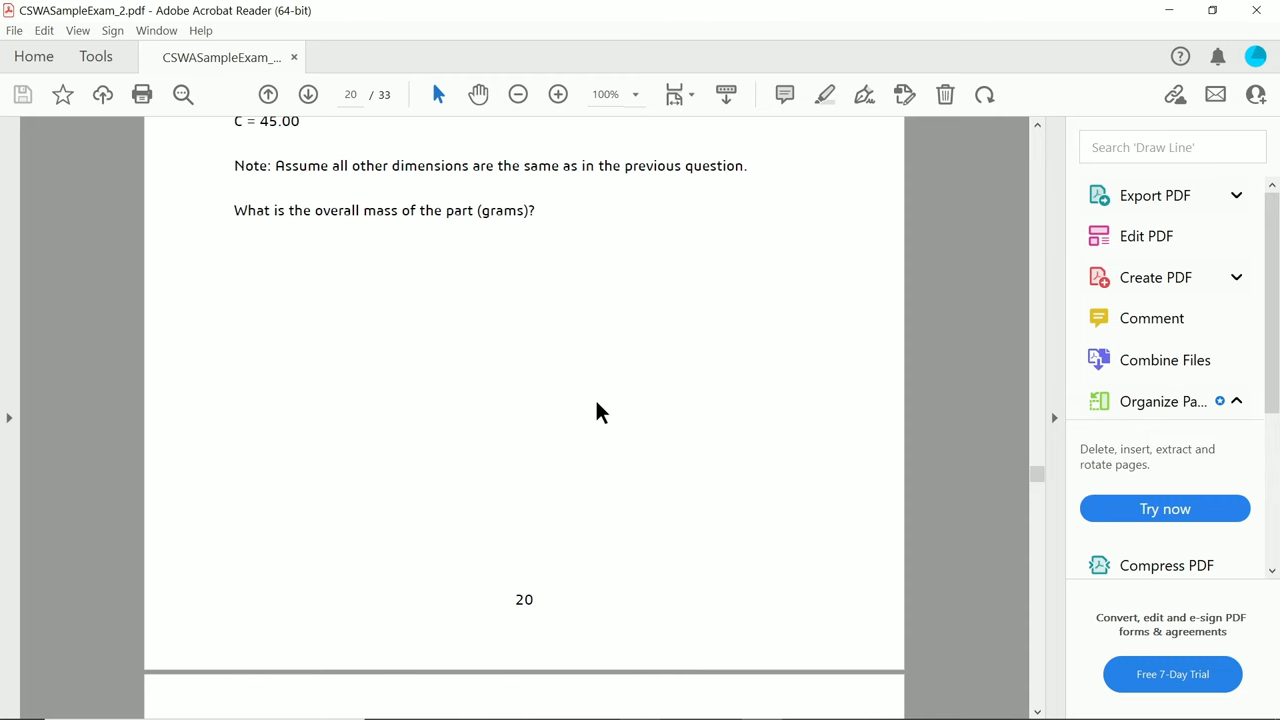 CSWASampleExam_2.pdf - Adobe Acrobat Reader (64-bit)
File Edit View Sign Window Help
Home Tools CSWASampleExam_... ×
20 / 33 100%
C = 45.00
Note: Assume all other dimensions are the same as in the previous question.
What is the overall mass of the part (grams)?
20
Search 'Draw Line'
Export PDF
Edit PDF
Create PDF
Comment
Combine Files
Organize Pa...
Delete, insert, extract and
rotate pages.
Try now
Compress PDF
Convert, edit and e-sign PDF
forms & agreements
Free 7-Day Trial